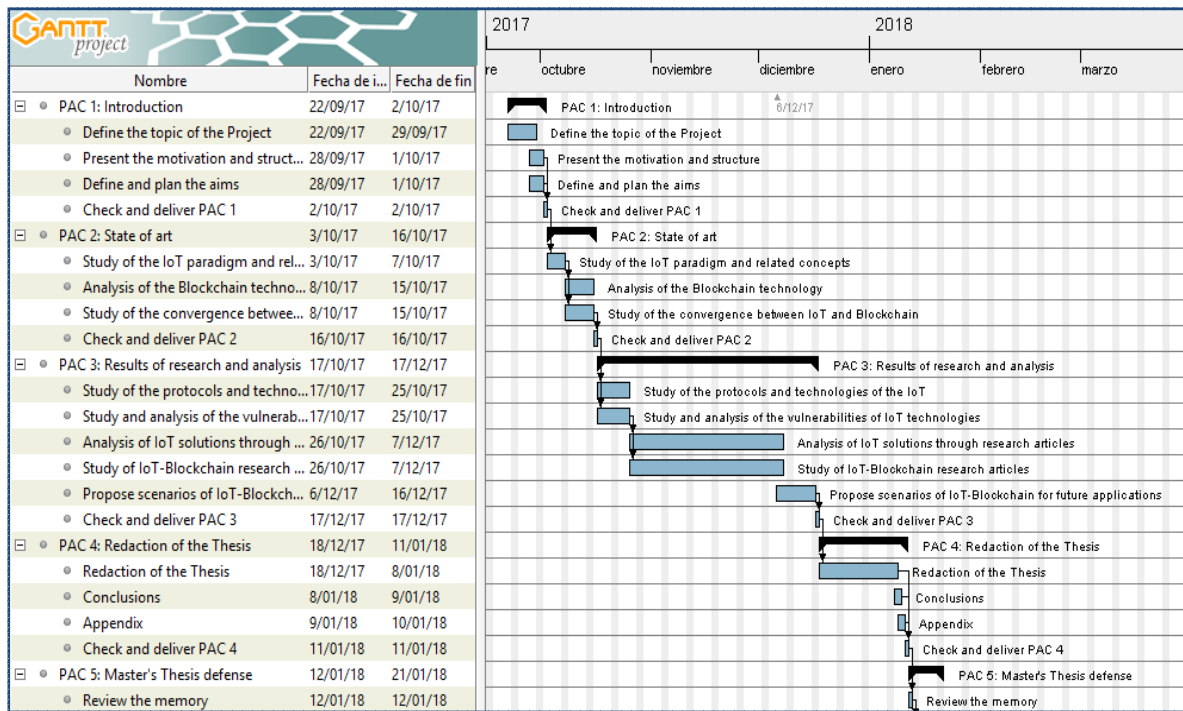 GANTT project
2017 2018
Nombre Fecha de i... Fecha de fin
re octubre noviembre diciembre enero febrero marzo
6/12/17
PAC 1: Introduction 22/09/17 2/10/17 PAC 1: Introduction
Define the topic of the Project 22/09/17 29/09/17 Define the topic of the Project
Present the motivation and struct... 28/09/17 1/10/17 Present the motivation and structure
Define and plan the aims 28/09/17 1/10/17 Define and plan the aims
Check and deliver PAC 1 2/10/17 2/10/17 Check and deliver PAC 1
PAC 2: State of art 3/10/17 16/10/17 PAC 2: State of art
Study of the IoT paradigm and rel... 3/10/17 7/10/17 Study of the IoT paradigm and related concepts
Analysis of the Blockchain techno... 8/10/17 15/10/17 Analysis of the Blockchain technology
Study of the convergence betwee... 8/10/17 15/10/17 Study of the convergence between IoT and Blockchain
Check and deliver PAC 2 16/10/17 16/10/17 Check and deliver PAC 2
PAC 3: Results of research and analysis 17/10/17 17/12/17 PAC 3: Results of research and analysis
Study of the protocols and techno... 17/10/17 25/10/17 Study of the protocols and technologies of the IoT
Study and analysis of the vulnerab... 17/10/17 25/10/17 Study and analysis of the vulnerabilities of IoT technologies
Analysis of IoT solutions through ... 26/10/17 7/12/17 Analysis of IoT solutions through research articles
Study of IoT-Blockchain research ... 26/10/17 7/12/17 Study of IoT-Blockchain research articles
Propose scenarios of IoT-Blockch... 6/12/17 16/12/17 Propose scenarios of IoT-Blockchain for future applications
Check and deliver PAC 3 17/12/17 17/12/17 Check and deliver PAC 3
PAC 4: Redaction of the Thesis 18/12/17 11/01/18 PAC 4: Redaction of the Thesis
Redaction of the Thesis 18/12/17 8/01/18 Redaction of the Thesis
Conclusions 8/01/18 9/01/18 Conclusions
Appendix 9/01/18 10/01/18 Appendix
Check and deliver PAC 4 11/01/18 11/01/18 Check and deliver PAC 4
PAC 5: Master's Thesis defense 12/01/18 21/01/18 PAC 5: Master's Thesis defense
Review the memory 12/01/18 12/01/18 Review the memory